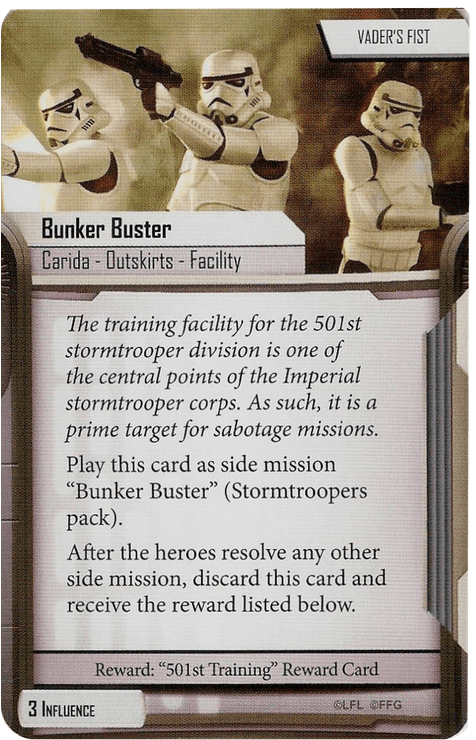 VADER'S FIST
Bunker Buster
Carida - Outskirts - Facility
The training facility for the 501st
stormtrooper division is one of
the central points of the Imperial
stormtrooper corps. As such, it is a
prime target for sabotage missions.
Play this card as side mission
“Bunker Buster” (Stormtroopers
pack).
After the heroes resolve any other
side mission, discard this card and
receive the reward listed below.
Reward: “501st Training” Reward Card
3 INFLUENCE
©LFL ©FFG